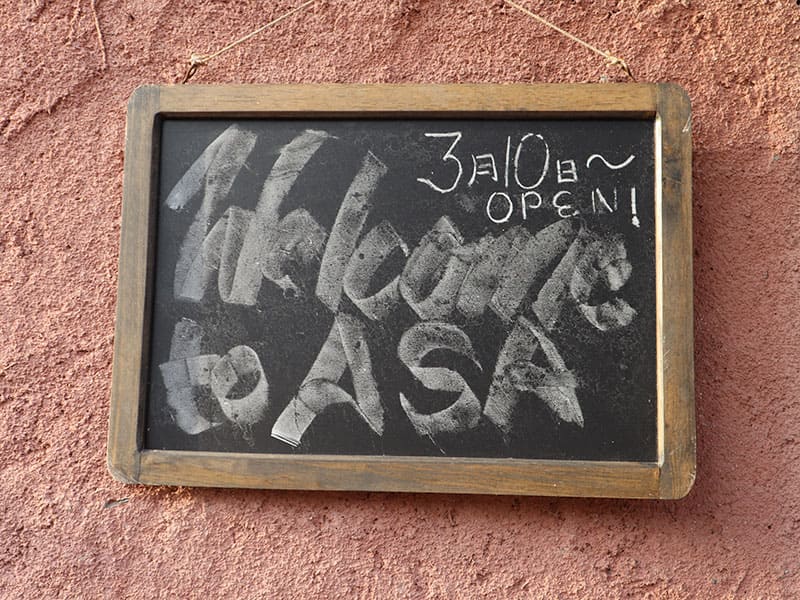 3月10日～
OPEN!
Welcome
to ASA